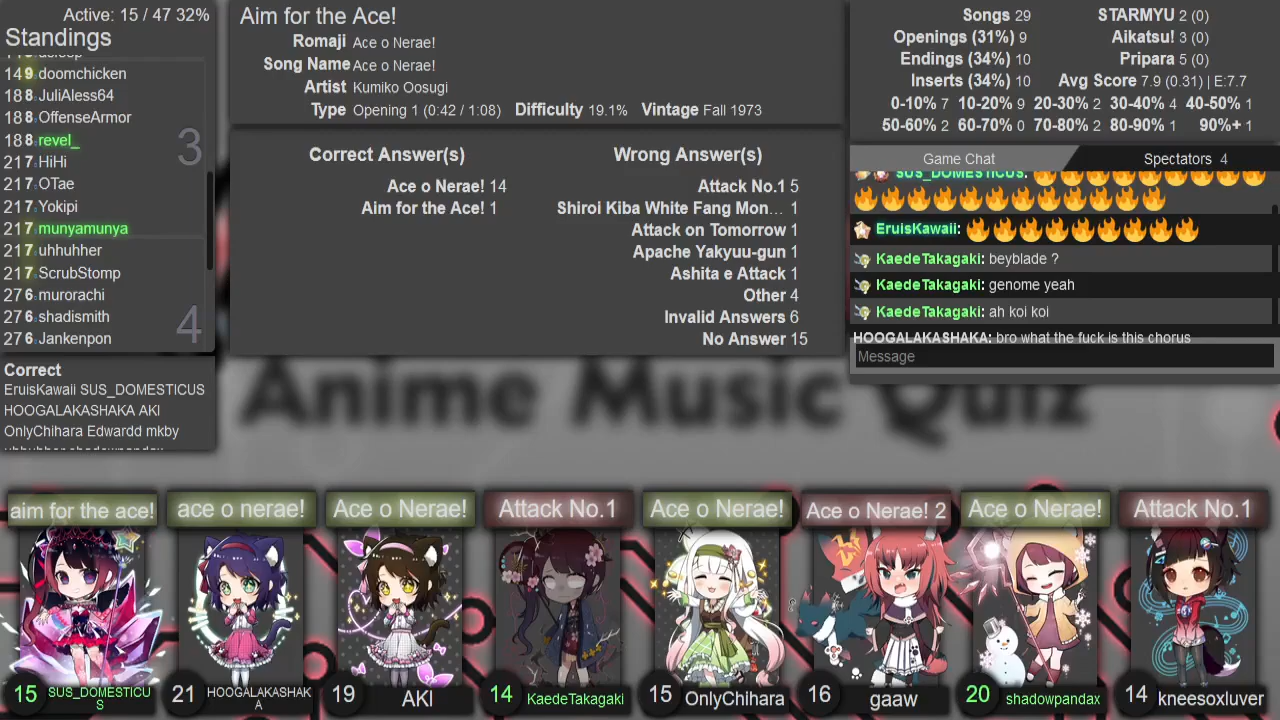 Active: 15 / 47 32%
Standings
14 9 doomchicken
18 8 JuliAless64
18 8 OffenseArmor
18 8 revel_
3
21 7 HiHi
21 7 OTae
21 7 Yokipi
21 7 munyamunya
21 7 uhhuhher
21 7 ScrubStomp
27 6 murorachi
27 6 shadismith
27 6 Jankenpon
4
Correct
EruisKawaii SUS_DOMESTICUS
HOOGALAKASHAKA AKI
OnlyChihara Edwardd mkby
uhhuhher shadowpandax
Aim for the Ace!
Romaji Ace o Nerae!
Song Name Ace o Nerae!
Artist Kumiko Oosugi
Type Opening 1 (0:42 / 1:08) Difficulty 19.1% Vintage Fall 1973
Correct Answer(s)
Ace o Nerae! 14
Aim for the Ace! 1
Wrong Answer(s)
Attack No.1 5
Shiroi Kiba White Fang Mon... 1
Attack on Tomorrow 1
Apache Yakyuu-gun 1
Ashita e Attack 1
Other 4
Invalid Answers 6
No Answer 15
Songs 29
Openings (31%) 9
Endings (34%) 10
Inserts (34%) 10
STARMYU 2 (0)
Aikatsu! 3 (0)
Pripara 5 (0)
Avg Score 7.9 (0.31) | E:7.7
0-10% 7 10-20% 9 20-30% 2 30-40% 4 40-50% 1
50-60% 2 60-70% 0 70-80% 2 80-90% 1 90%+ 1
Game Chat
Spectators 4
SUS_DOMESTICUS: 🔥🔥🔥🔥🔥🔥🔥🔥🔥
🔥🔥🔥🔥🔥🔥🔥🔥🔥🔥🔥🔥
EruisKawaii: 🔥🔥🔥🔥🔥🔥🔥🔥🔥
KaedeTakagaki: beyblade ?
KaedeTakagaki: genome yeah
KaedeTakagaki: ah koi koi
HOOGALAKASHAKA: bro what the fuck is this chorus
Message
Anime Music Quiz
aim for the ace!
ace o nerae!
Ace o Nerae!
Attack No.1
Ace o Nerae!
Ace o Nerae! 2
Ace o Nerae!
Attack No.1
15 SUS_DOMESTICU
S
21 HOOGALAKASHAK
A
19 AKI
14 KaedeTakagaki
15 OnlyChihara
16 gaaw
20 shadowpandax
14 kneesoxluver